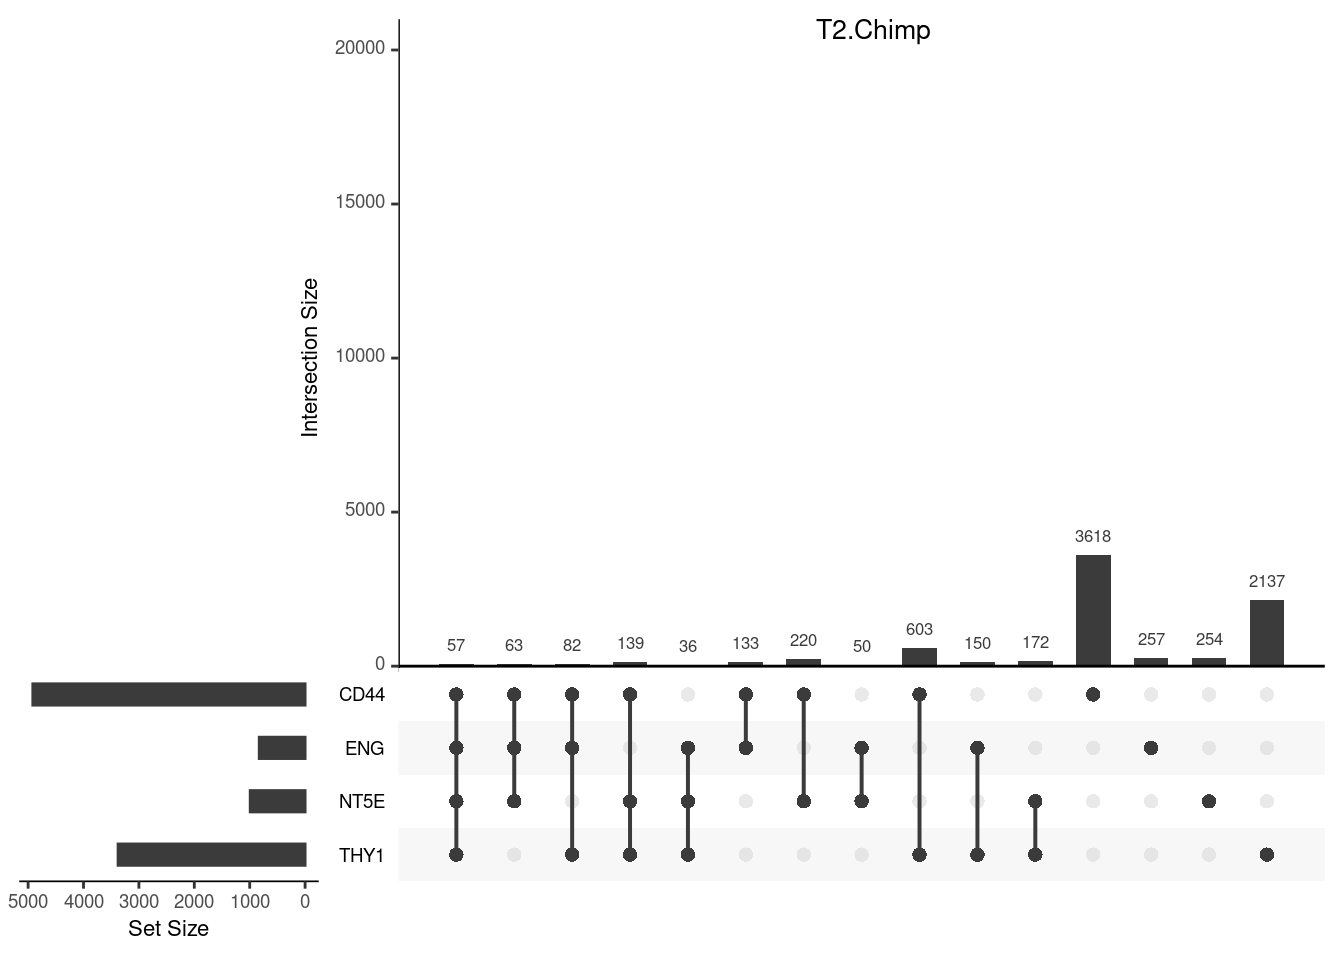 T2.Chimp
20000
15000
10000
5000
0
Intersection Size
57 63 82 139 36 133 220 50 603 150 172 3618 257 254 2137
CD44
ENG
NT5E
THY1
5000 4000 3000 2000 1000 0
Set Size